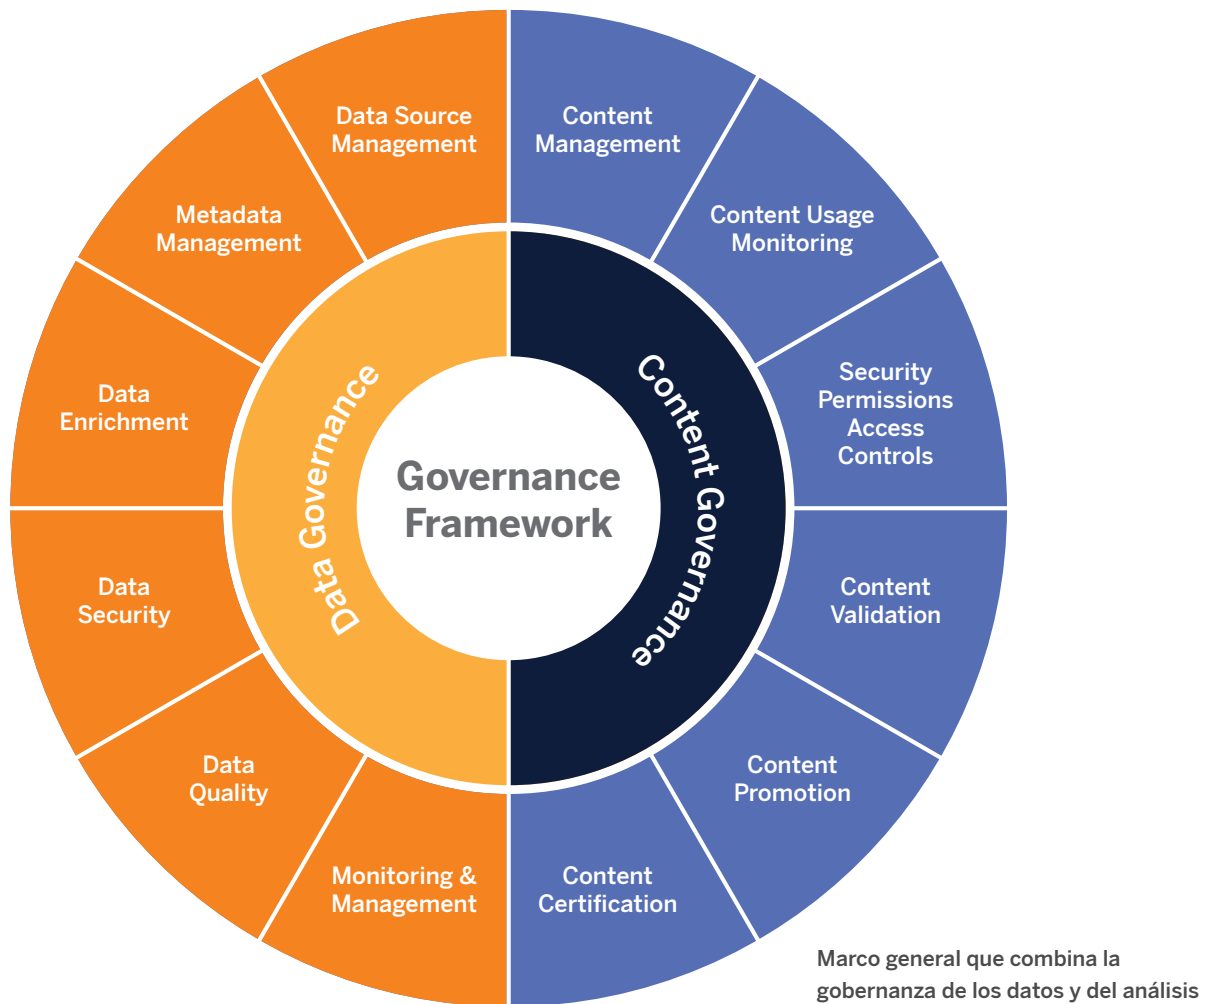 Data Source
Management
Content
Management
Metadata
Management
Content Usage
Monitoring
Data
Enrichment
Security
Permissions
Access
Controls
Data Governance
Governance
Framework
Content Governance
Data
Security
Content
Validation
Data
Quality
Content
Promotion
Monitoring &
Management
Content
Certification
Marco general que combina la
gobernanza de los datos y del análisis